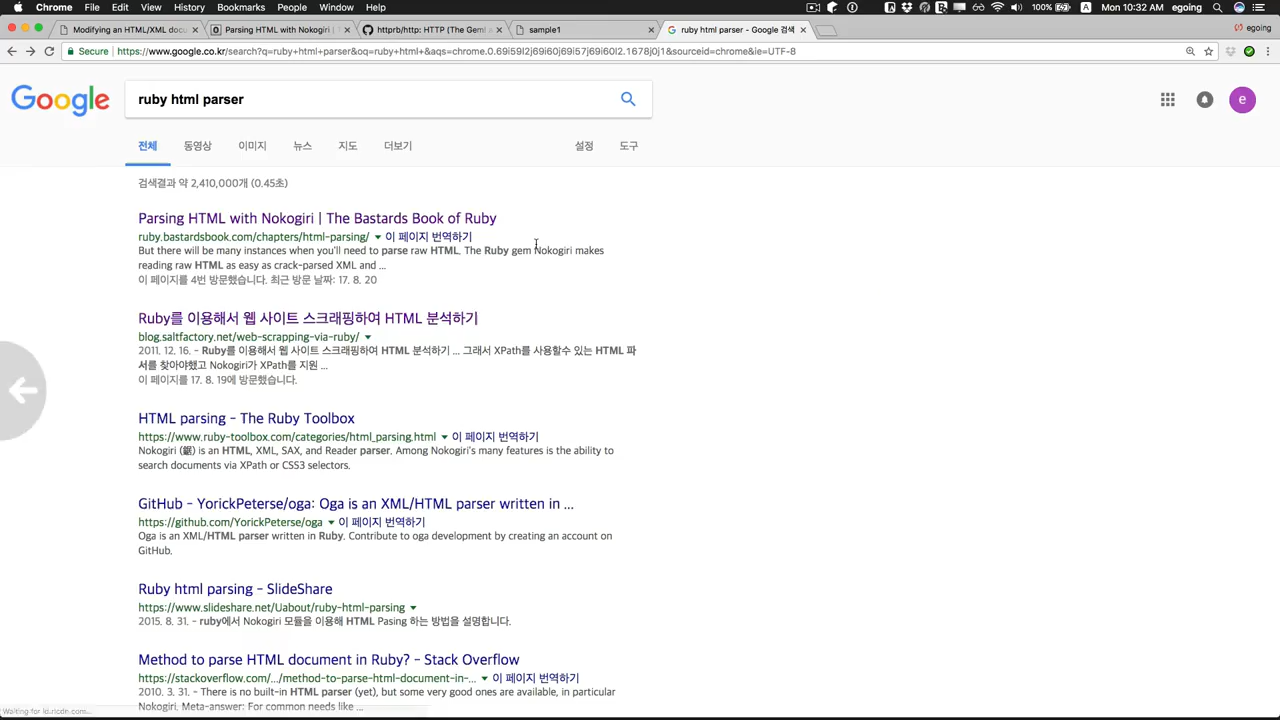 Chrome File Edit View History Bookmarks People Window Help
100% Mon 10:32 AM egoing
Modifying an HTML/XML docu
Parsing HTML with Nokogiri |
httprb/http: HTTP (The Gem!
sample1
ruby html parser - Google 검색
egoing
Secure https://www.google.co.kr/search?q=ruby+html+parser&oq=ruby+html+&aqs=chrome.0.69i59l2j69i60j69i57j69i60l2.1678j0j1&sourceid=chrome&ie=UTF-8
Google
ruby html parser
e
전체 동영상 이미지 뉴스 지도 더보기 설정 도구
검색결과 약 2,410,000개 (0.45초)
Parsing HTML with Nokogiri | The Bastards Book of Ruby
ruby.bastardsbook.com/chapters/html-parsing/ 이 페이지 번역하기
But there will be many instances when you'll need to parse raw HTML. The Ruby gem Nokogiri makes
reading raw HTML as easy as crack-parsed XML and ...
이 페이지를 4번 방문했습니다. 최근 방문 날짜: 17. 8. 20
Ruby를 이용해서 웹 사이트 스크래핑하여 HTML 분석하기
blog.saltfactory.net/web-scrapping-via-ruby/
2011. 12. 16. - Ruby를 이용해서 웹 사이트 스크래핑하여 HTML 분석하기 ... 그래서 XPath를 사용할수 있는 HTML 파
서를 찾아야했고 Nokogiri가 XPath를 지원 ...
이 페이지를 17. 8. 19에 방문했습니다.
HTML parsing - The Ruby Toolbox
https://www.ruby-toolbox.com/categories/html_parsing.html 이 페이지 번역하기
Nokogiri (鋸) is an HTML, XML, SAX, and Reader parser. Among Nokogiri's many features is the ability to
search documents via XPath or CSS3 selectors.
GitHub - YorickPeterse/oga: Oga is an XML/HTML parser written in ...
https://github.com/YorickPeterse/oga 이 페이지 번역하기
Oga is an XML/HTML parser written in Ruby. Contribute to oga development by creating an account on
GitHub.
Ruby html parsing - SlideShare
https://www.slideshare.net/Uabout/ruby-html-parsing
2015. 8. 31. - ruby에서 Nokogiri 모듈을 이용해 HTML Pasing 하는 방법을 설명합니다.
Method to parse HTML document in Ruby? - Stack Overflow
https://stackoverflow.com/.../method-to-parse-html-document-in-... 이 페이지 번역하기
2010. 3. 31. - There is no built-in HTML parser (yet), but some very good ones are available, in particular
Nokogiri. Meta-answer: For common needs like ...